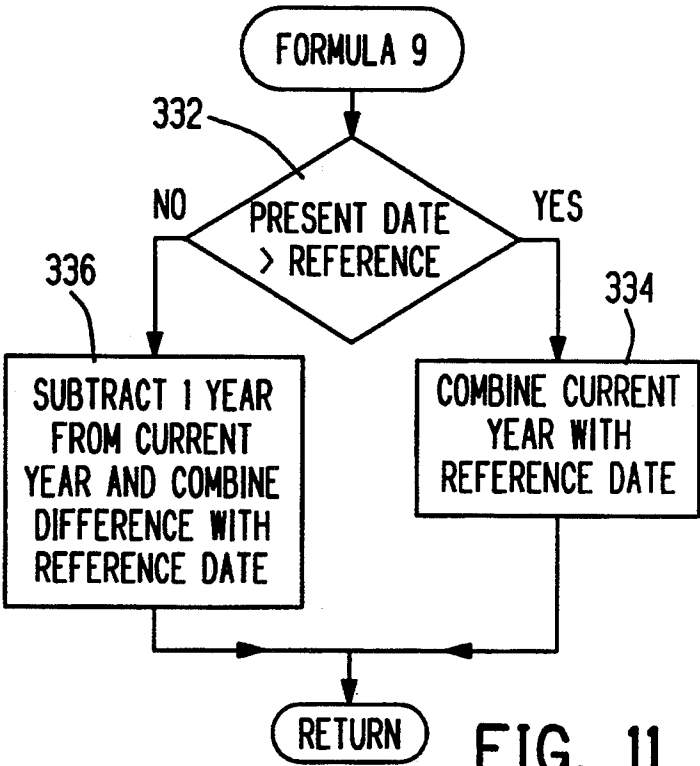 FORMULA 9
332
NO
YES
PRESENT DATE
> REFERENCE
336
334
SUBTRACT 1 YEAR
FROM CURRENT
YEAR AND COMBINE
DIFFERENCE WITH
REFERENCE DATE
COMBINE CURRENT
YEAR WITH
REFERENCE DATE
RETURN
FIG. 11